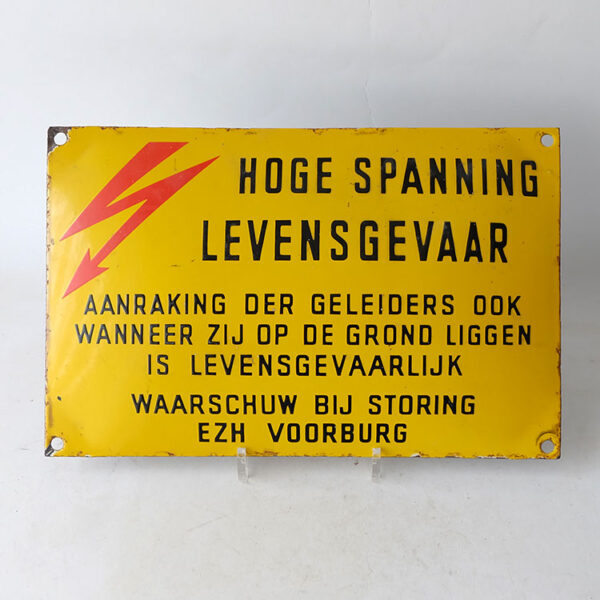 HOGE SPANNING
LEVENSGEVAAR
AANRAKING DER GELEIDERS OOK
WANNEER ZIJ OP DE GROND LIGGEN
IS LEVENSGEVAARLIJK
WAARSCHUW BIJ STORING
EZH VOORBURG